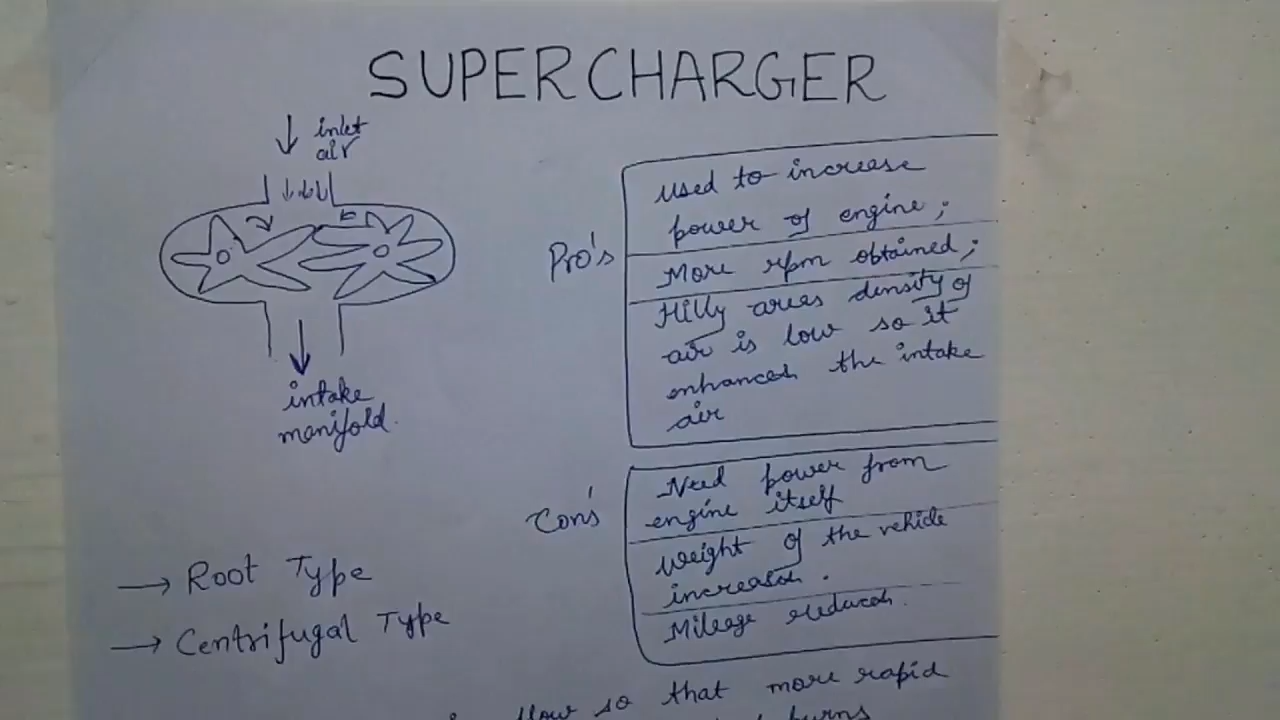 SUPERCHARGER
inlet
air
intake
manifold.
→ Root Type
→ Centrifugal Type
Pro's
used to increase
power of engine;
More rpm obtained;
Hilly areas density of
air is low so it
enhances the intake
air
Con's
Need power from
engine itself
Weight of the vehicle
increases.
Mileage reduces.
flow so that more rapid
burns